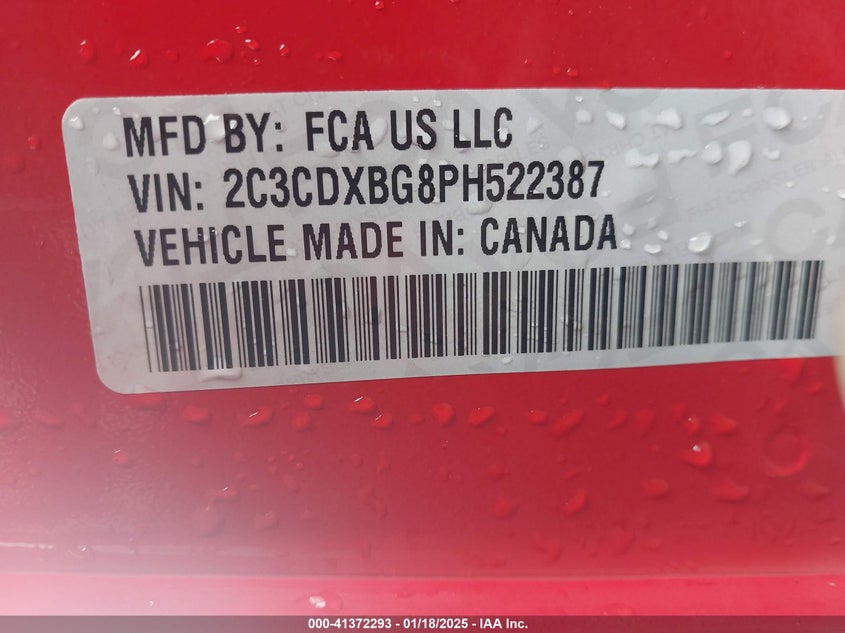 MFD BY: FCA US LLC
VIN: 2C3CDXBG8PH522387
VEHICLE MADE IN: CANADA
000-41372293 - 01/18/2025 - IAA Inc.